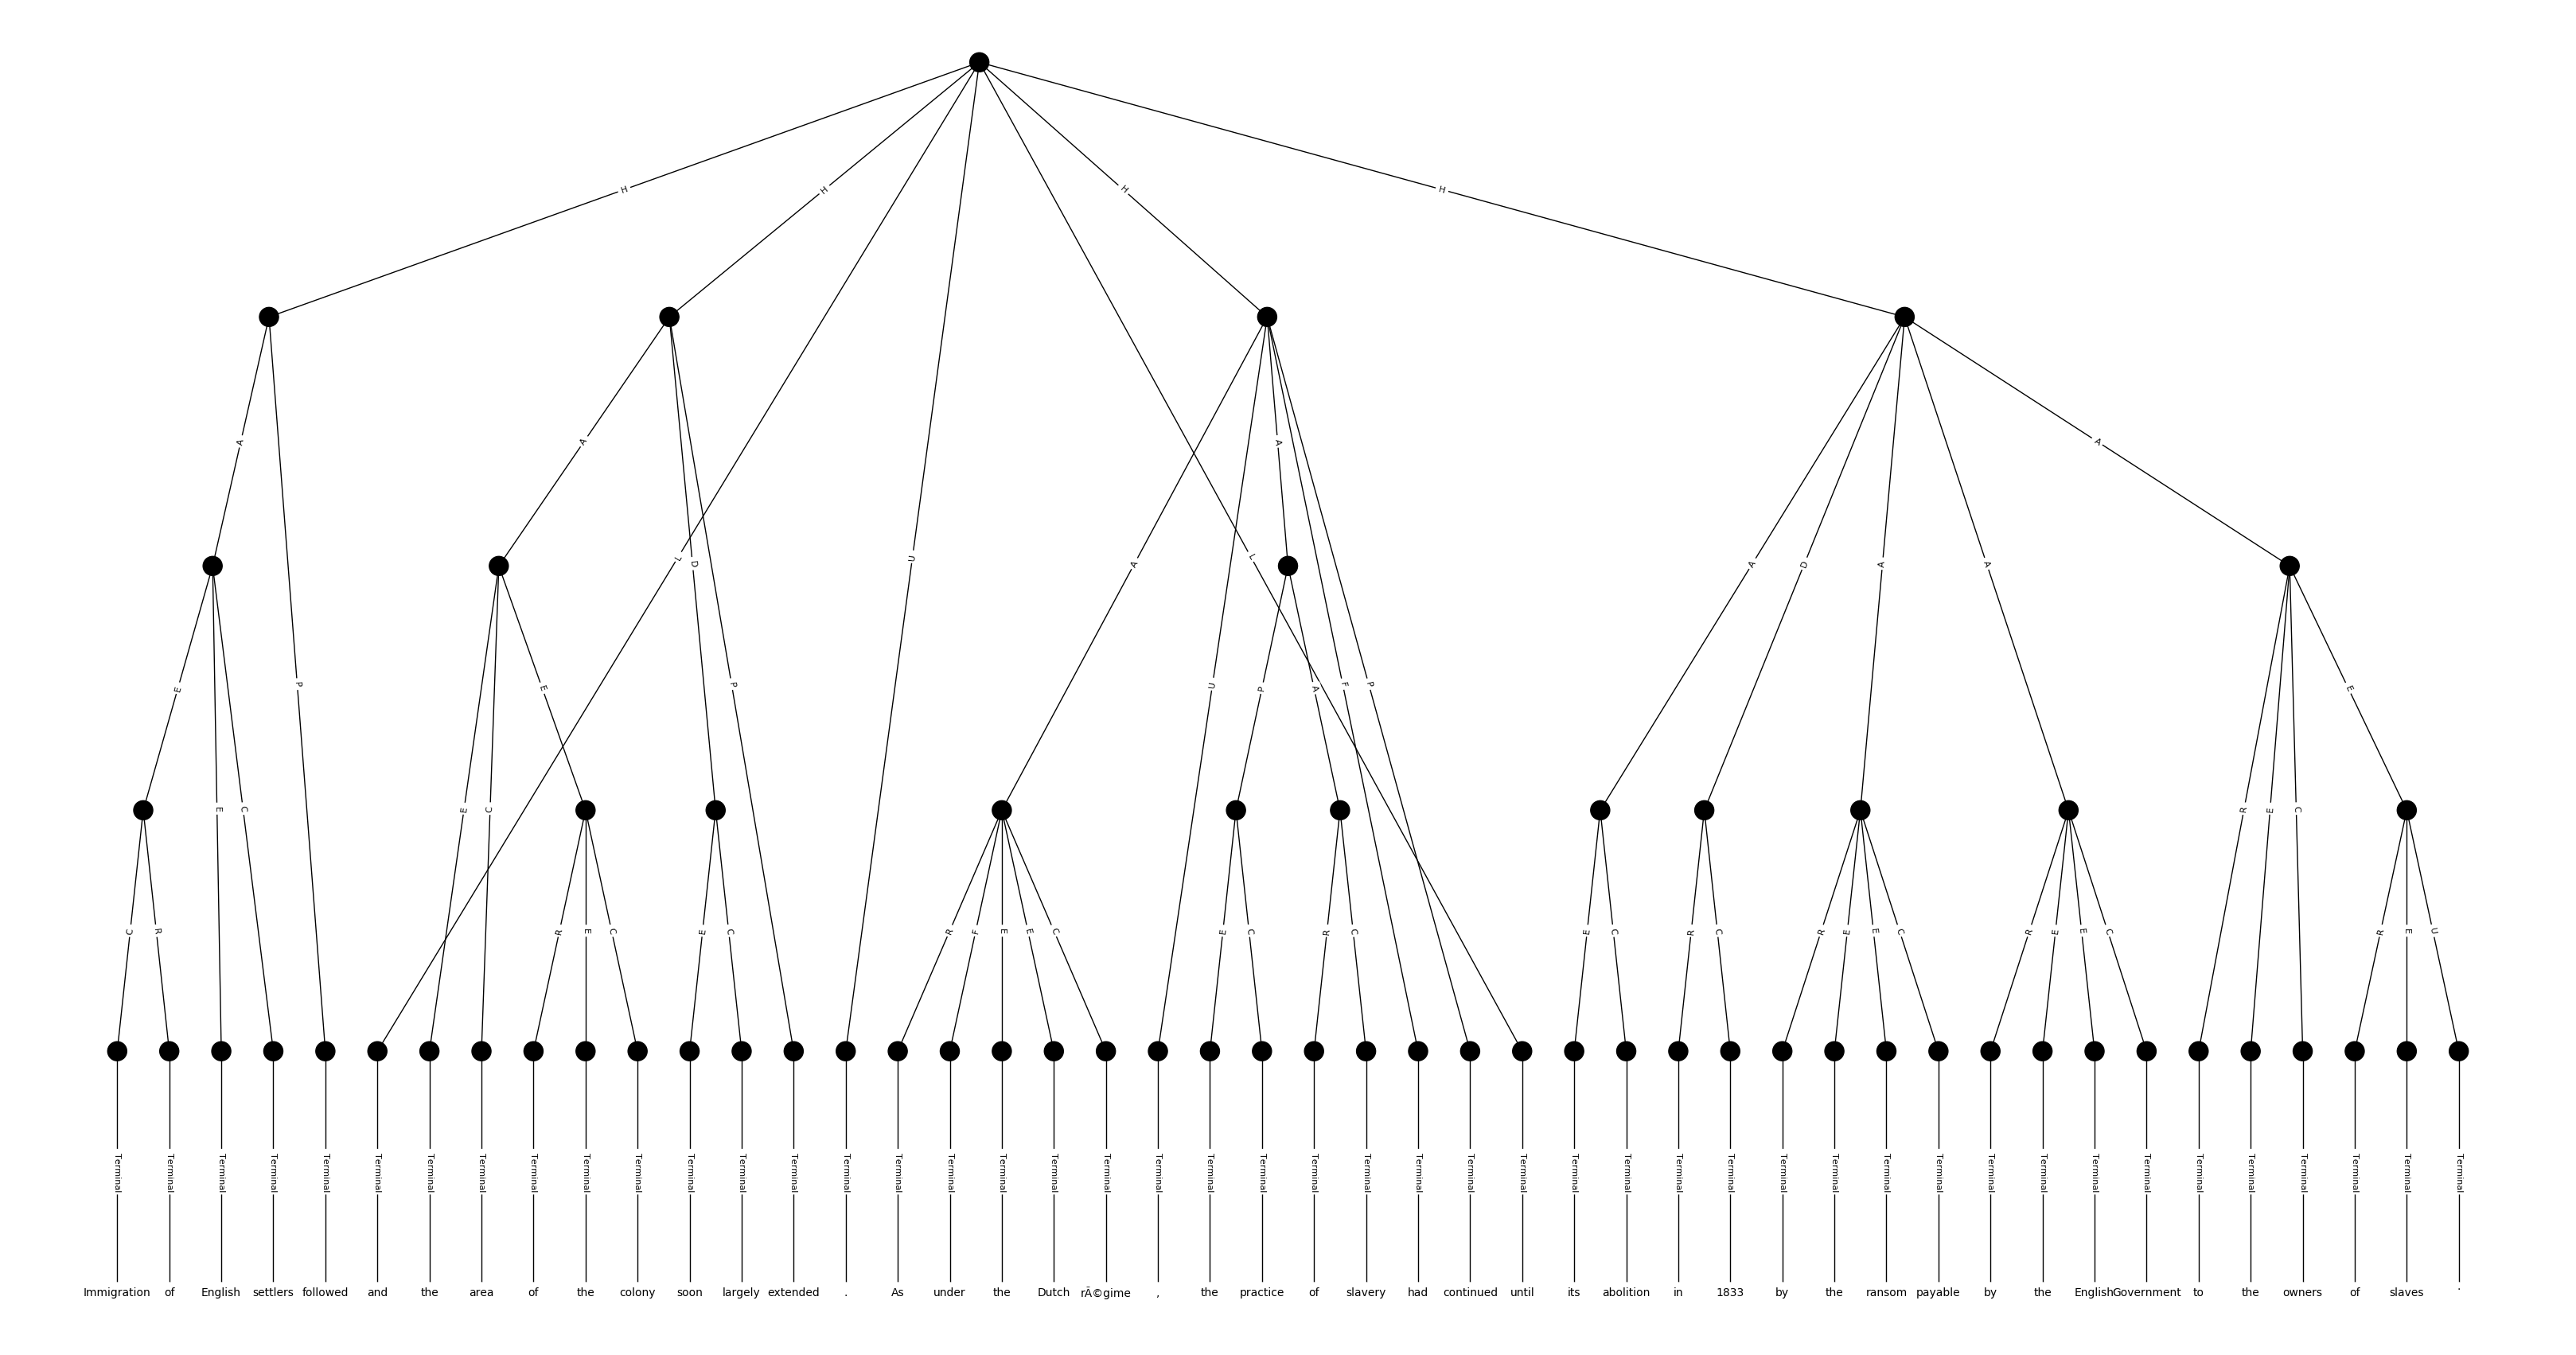 H H H H
A A A A
L U L D A A D A A
E P E P U P A F P E
E C E C R E C
C R R E C E C R F E E C E C R C E C R C R E E C R E E C R E U
Terminal Terminal Terminal Terminal Terminal Terminal Terminal Terminal Terminal Terminal Terminal Terminal Terminal Terminal Terminal Terminal Terminal Terminal Terminal Terminal Terminal Terminal Terminal Terminal Terminal Terminal Terminal Terminal Terminal Terminal Terminal Terminal Terminal Terminal Terminal Terminal Terminal Terminal Terminal Terminal Terminal Terminal Terminal Terminal Terminal Terminal
Immigration of English settlers followed and the area of the colony soon largely extended . As under the Dutch rÃ©gime , the practice of slavery had continued until its abolition in 1833 by the ransom payable by the English Government to the owners of slaves .